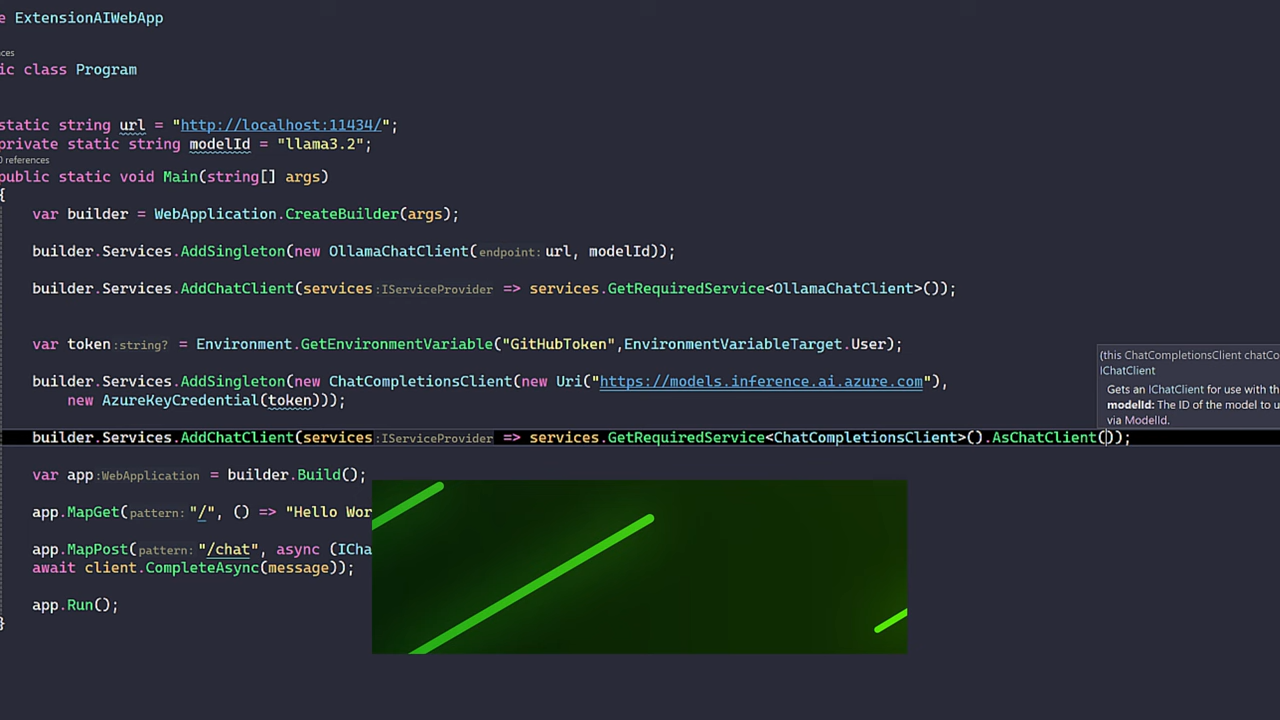 e ExtensionAIWebApp
ces
ic class Program
static string url = "http://localhost:11434/";
private static string modelId = "llama3.2";
0 references
public static void Main(string[] args)
{
var builder = WebApplication.CreateBuilder(args);
builder.Services.AddSingleton(new OllamaChatClient(endpoint: url, modelId));
builder.Services.AddChatClient(services:IServiceProvider => services.GetRequiredService<OllamaChatClient>());
var token:string? = Environment.GetEnvironmentVariable("GitHubToken",EnvironmentVariableTarget.User);
(this ChatCompletionsClient chatCo
IChatClient
Gets an IChatClient for use with th
modelId: The ID of the model to u
via ModelId.
builder.Services.AddSingleton(new ChatCompletionsClient(new Uri("https://models.inference.ai.azure.com"),
new AzureKeyCredential(token)));
builder.Services.AddChatClient(services:IServiceProvider => services.GetRequiredService<ChatCompletionsClient>().AsChatClient());
var app:WebApplication = builder.Build();
app.MapGet(pattern: "/", () => "Hello Wor
app.MapPost(pattern: "/chat", async (ICha
await client.CompleteAsync(message));
app.Run();
}